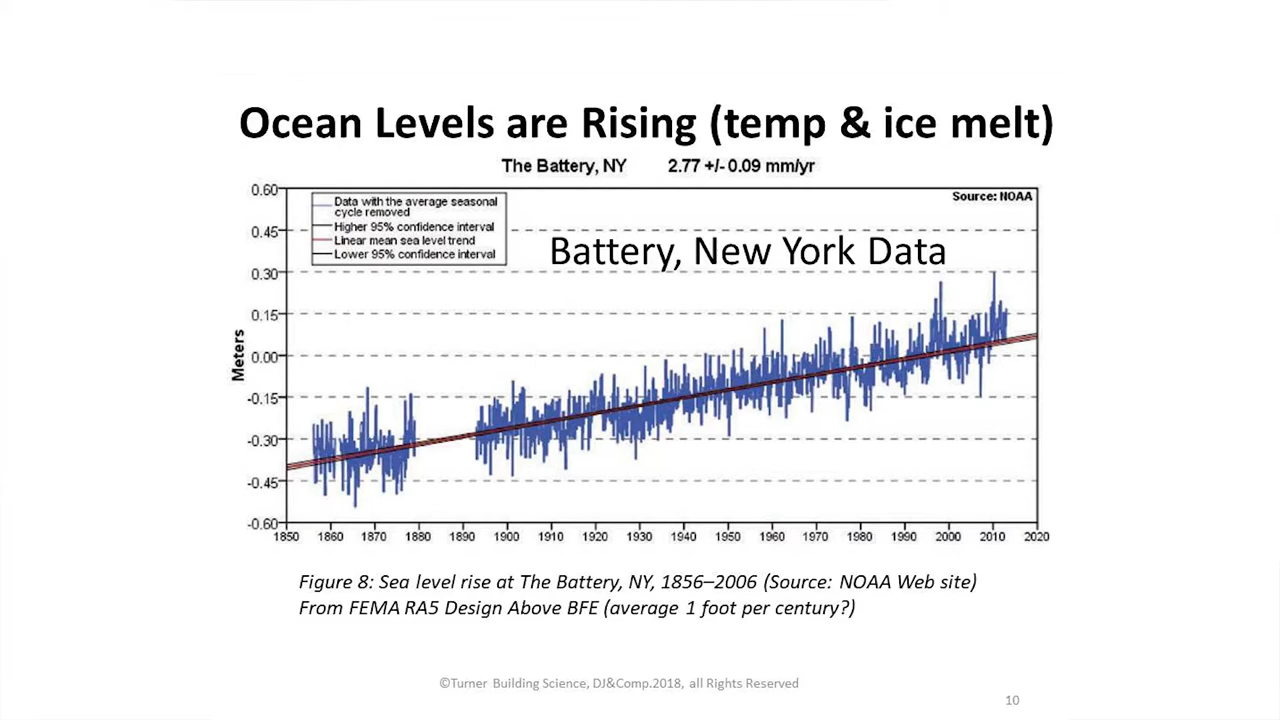 Ocean Levels are Rising (temp & ice melt)
The Battery, NY 2.77 +/- 0.09 mm/yr
Source: NOAA
Data with the average seasonal
cycle removed
Higher 95% confidence interval
Linear mean sea level trend
Lower 95% confidence interval
Battery, New York Data
Meters
0.60
0.45
0.30
0.15
0.00
-0.15
-0.30
-0.45
-0.60
1850 1860 1870 1880 1890 1900 1910 1920 1930 1940 1950 1960 1970 1980 1990 2000 2010 2020
Figure 8: Sea level rise at The Battery, NY, 1856–2006 (Source: NOAA Web site)
From FEMA RA5 Design Above BFE (average 1 foot per century?)
©Turner Building Science, DJ&Comp.2018, all Rights Reserved
10